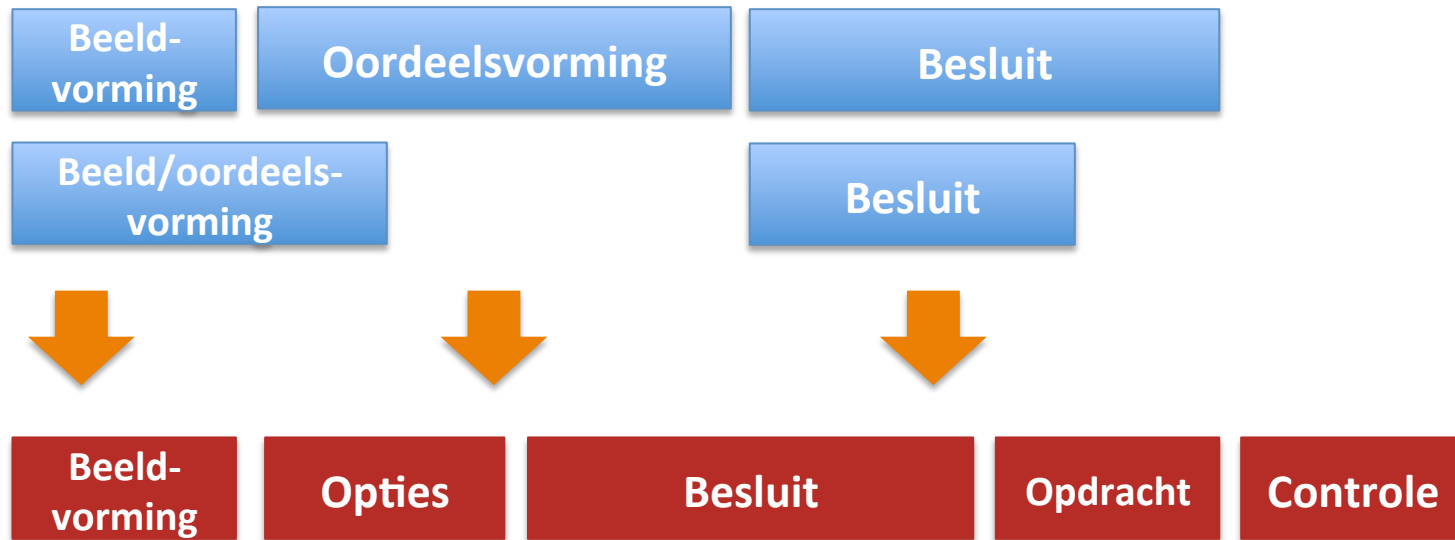 Beeld-
vorming
Oordeelsvorming
Besluit
Beeld/oordeels-
vorming
Besluit
Beeld-
vorming
Opties
Besluit
Opdracht
Controle